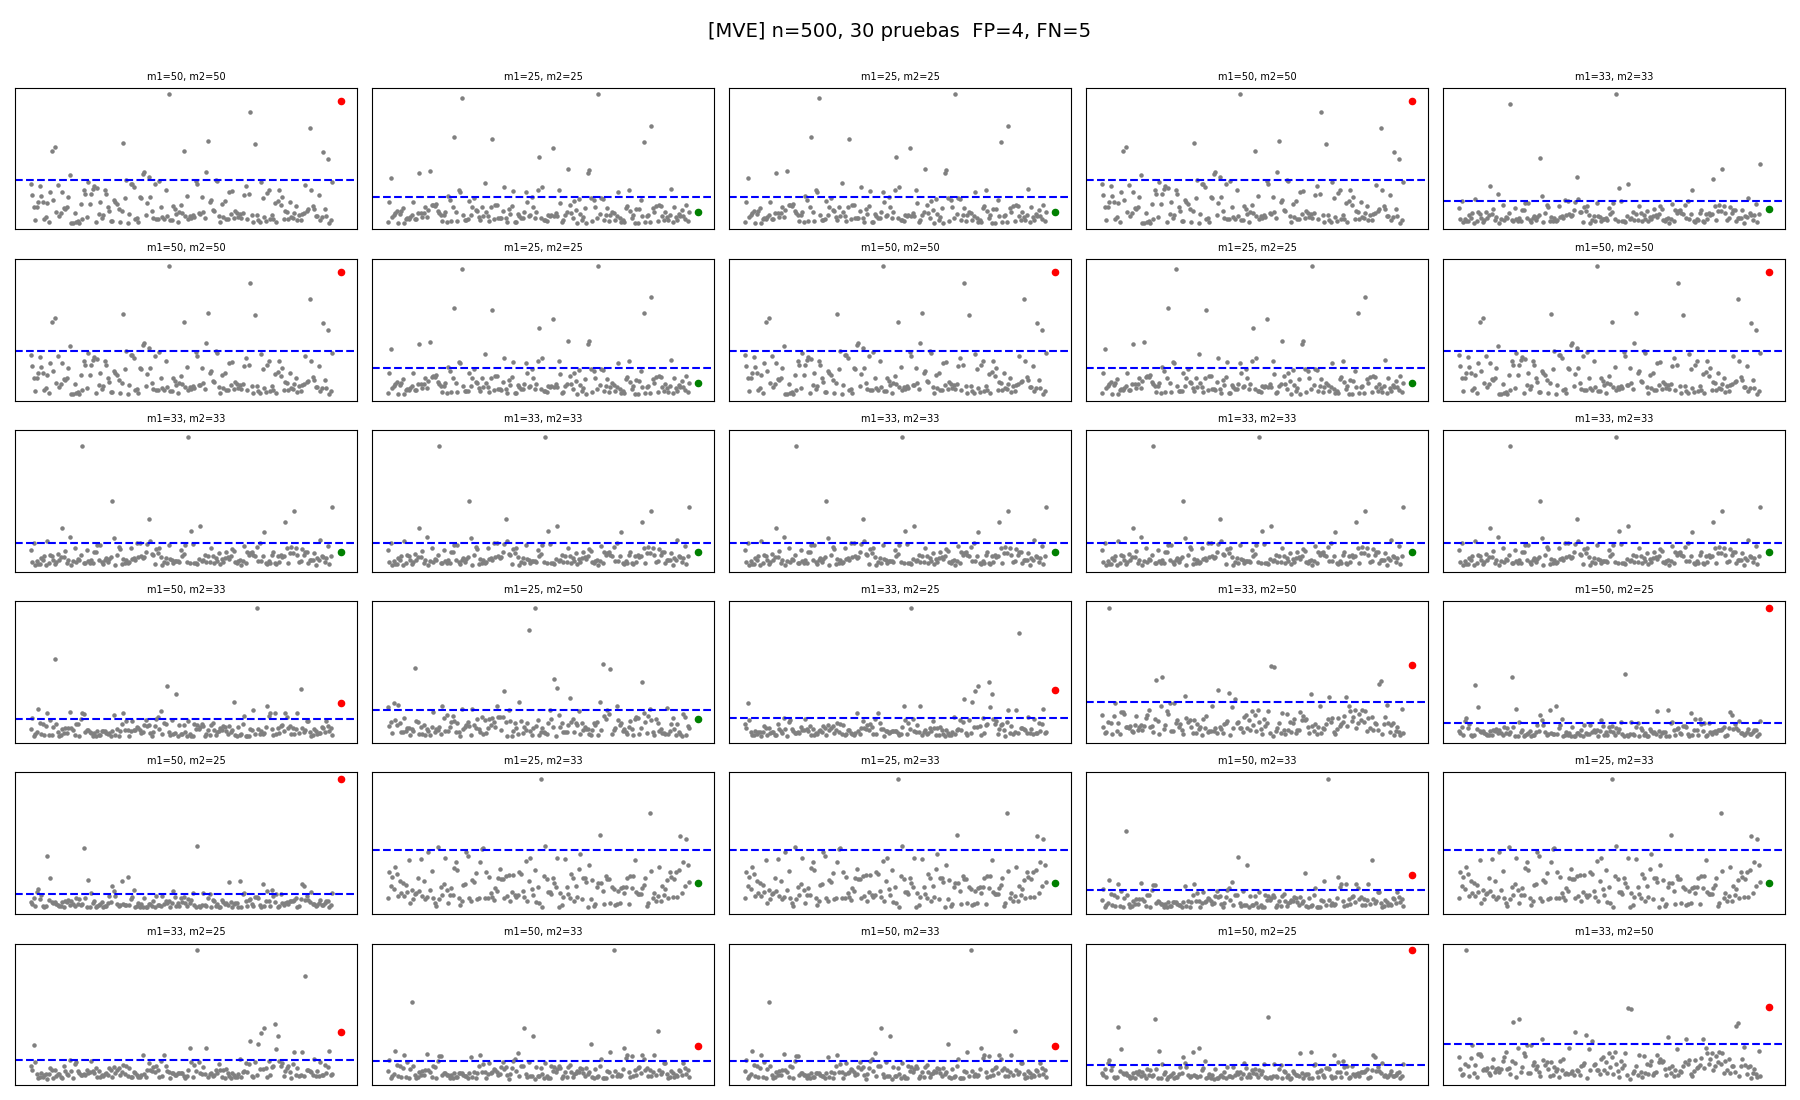 [MVE] n=500, 30 pruebas  FP=4, FN=5
m1=50, m2=50
m1=25, m2=25
m1=25, m2=25
m1=50, m2=50
m1=33, m2=33
m1=50, m2=50
m1=25, m2=25
m1=50, m2=50
m1=25, m2=25
m1=50, m2=50
m1=33, m2=33
m1=33, m2=33
m1=33, m2=33
m1=33, m2=33
m1=33, m2=33
m1=50, m2=33
m1=25, m2=50
m1=33, m2=25
m1=33, m2=50
m1=50, m2=25
m1=50, m2=25
m1=25, m2=33
m1=25, m2=33
m1=50, m2=33
m1=25, m2=33
m1=33, m2=25
m1=50, m2=33
m1=50, m2=33
m1=50, m2=25
m1=33, m2=50